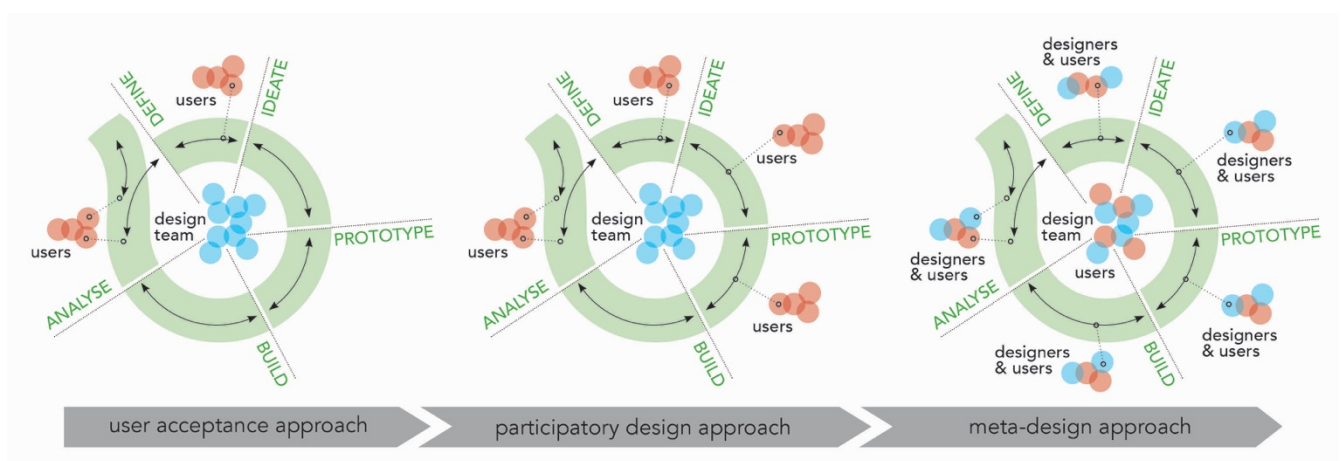 users
DEFINE
IDEATE
design
team
users
PROTOTYPE
ANALYSE
BUILD
user acceptance approach
users
DEFINE
IDEATE
users
design
team
users
PROTOTYPE
ANALYSE
users
BUILD
participatory design approach
designers
& users
DEFINE
IDEATE
designers
& users
design
team
users
designers
& users
PROTOTYPE
ANALYSE
designers
& users
designers
& users
BUILD
meta-design approach